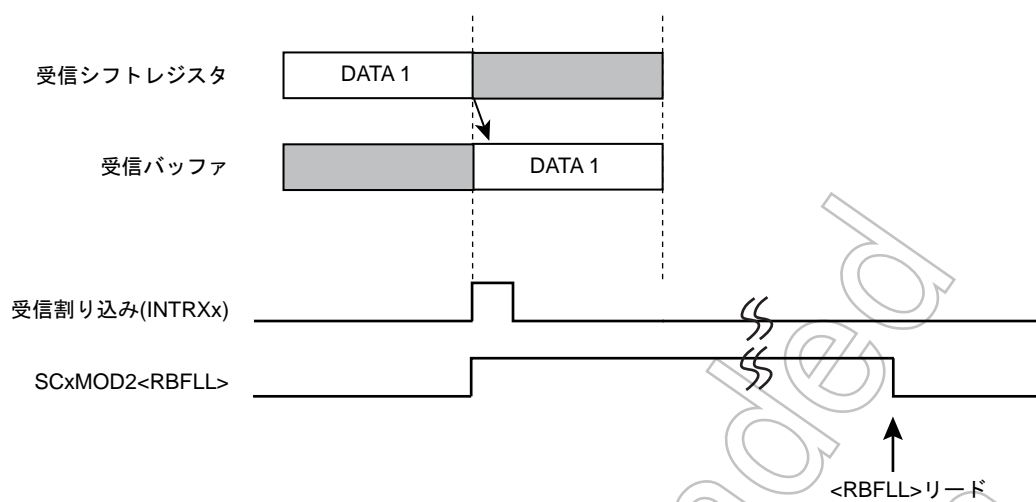 受信シフトレジスタ
DATA 1
受信バッファ
DATA 1
受信割り込み(INTRXx)
SCxMOD2<RBFLL>
<RBFLL>リード